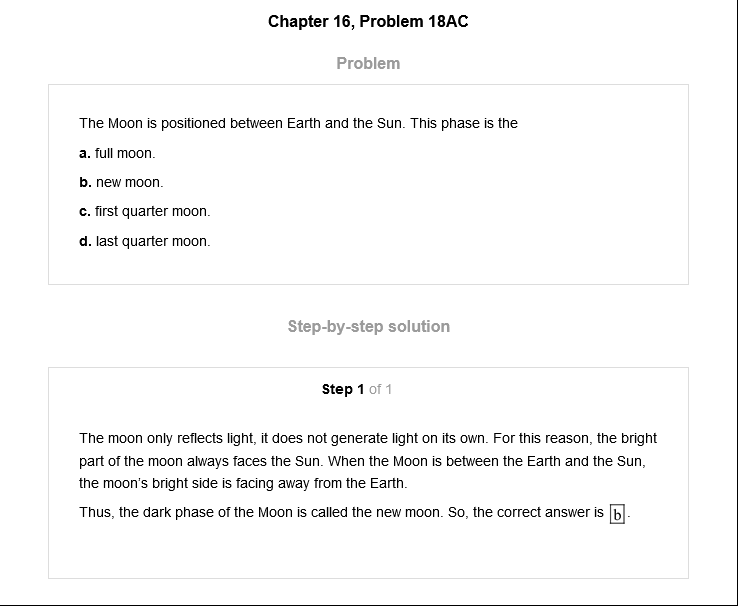 Chapter 16, Problem 18AC
Problem
The Moon is positioned between Earth and the Sun. This phase is the
a. full moon.
b. new moon.
c. first quarter moon.
d. last quarter moon.
Step-by-step solution
Step 1 of 1
The moon only reflects light, it does not generate light on its own. For this reason, the bright
part of the moon always faces the Sun. When the Moon is between the Earth and the Sun,
the moon's bright side is facing away from the Earth.
Thus, the dark phase of the Moon is called the new moon. So, the correct answer is b.